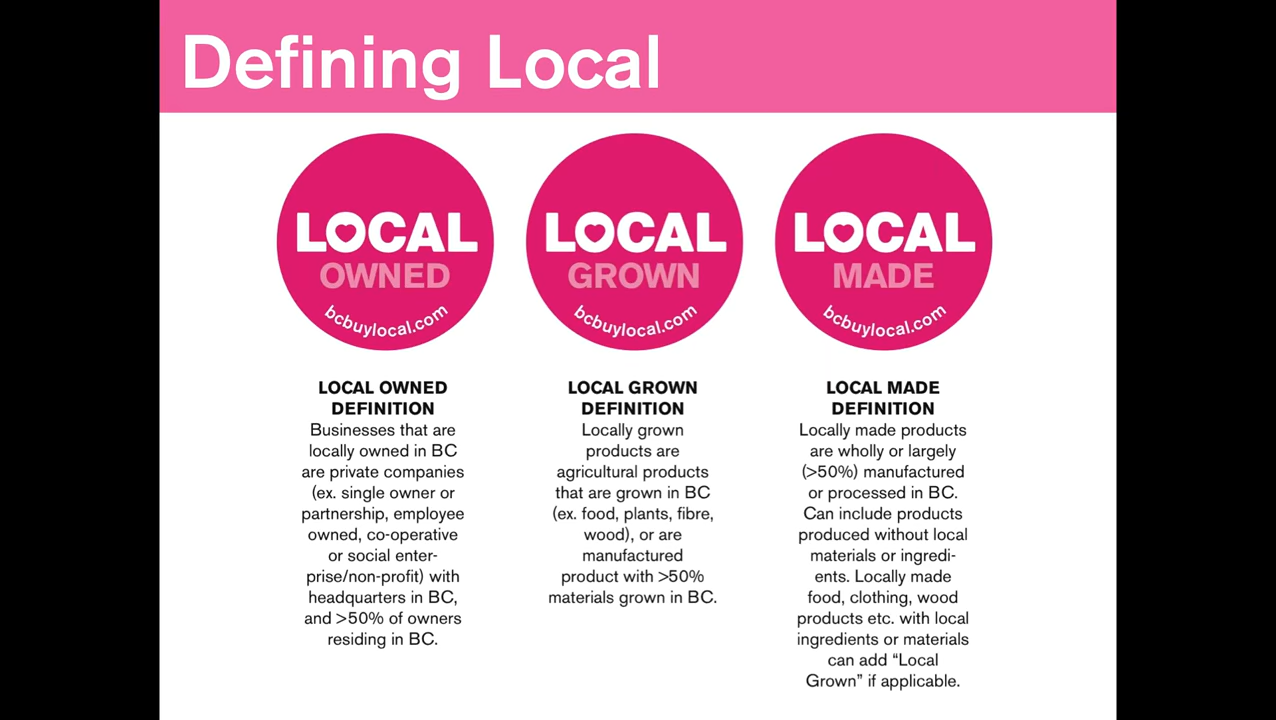 Defining Local
LOCAL
OWNED
bcbuylocal.com
LOCAL
GROWN
bcbuylocal.com
LOCAL
MADE
bcbuylocal.com
LOCAL OWNED
DEFINITION
Businesses that are
locally owned in BC
are private companies
(ex. single owner or
partnership, employee
owned, co-operative
or social enter-
prise/non-profit) with
headquarters in BC,
and >50% of owners
residing in BC.
LOCAL GROWN
DEFINITION
Locally grown
products are
agricultural products
that are grown in BC
(ex. food, plants, fibre,
wood), or are
manufactured
product with >50%
materials grown in BC.
LOCAL MADE
DEFINITION
Locally made products
are wholly or largely
(>50%) manufactured
or processed in BC.
Can include products
produced without local
materials or ingredi-
ents. Locally made
food, clothing, wood
products etc. with local
ingredients or materials
can add “Local
Grown” if applicable.